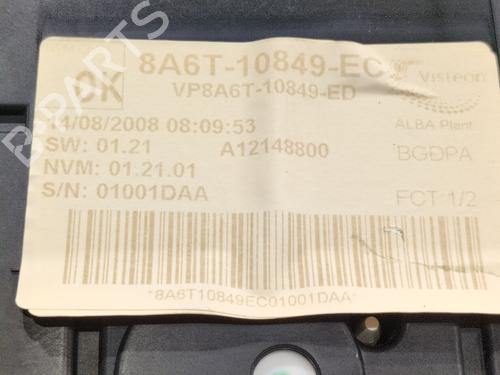 OK
8A6T-10849-EC
Visteon
VP8A6T-10849-ED
14/08/2008 08:09:53
ALBA Plant
SW: 01.21
A12148800
BGDPA
NVM: 01.21.01
S/N: 01001DAA
FCT 1/2
*8A6T10849EC01001DAA*
B-PARTS